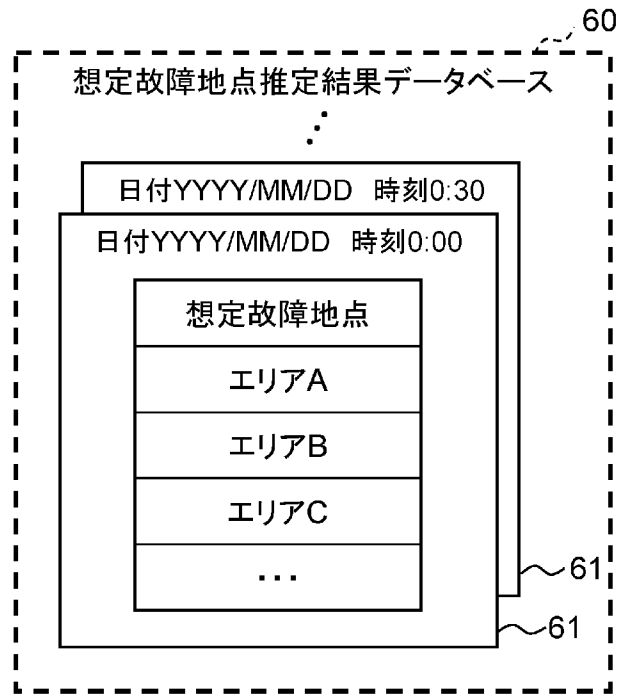 60
想定故障地点推定結果データベース
⋰
日付YYYY/MM/DD 時刻0:30
日付YYYY/MM/DD 時刻0:00
想定故障地点
エリアA
エリアB
エリアC
…
61
61